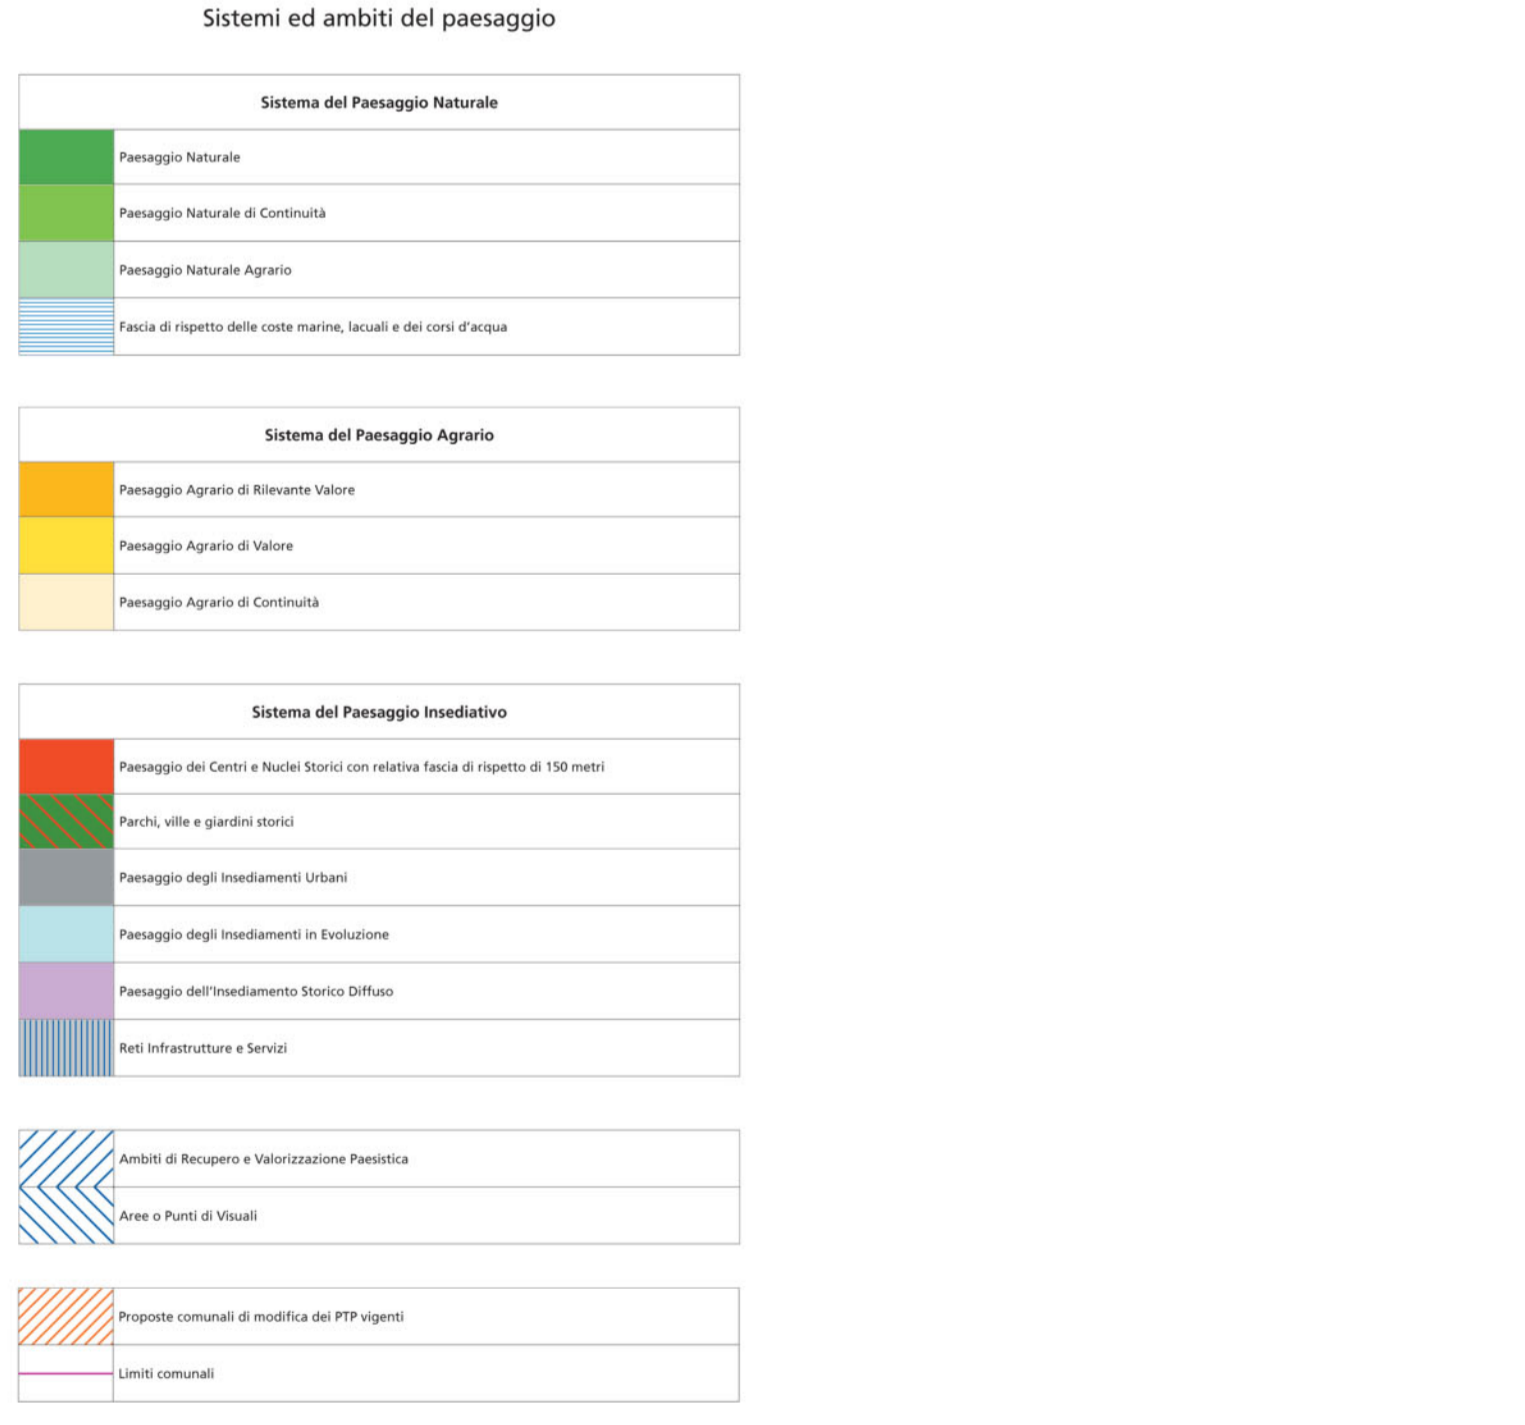 Sistemi ed ambiti del paesaggio
Sistema del Paesaggio Naturale
Paesaggio Naturale
Paesaggio Naturale di Continuità
Paesaggio Naturale Agrario
Fascia di rispetto delle coste marine, lacuali e dei corsi d'acqua
Sistema del Paesaggio Agrario
Paesaggio Agrario di Rilevante Valore
Paesaggio Agrario di Valore
Paesaggio Agrario di Continuità
Sistema del Paesaggio Insediativo
Paesaggio dei Centri e Nuclei Storici con relativa fascia di rispetto di 150 metri
Parchi, ville e giardini storici
Paesaggio degli Insediamenti Urbani
Paesaggio degli Insediamenti in Evoluzione
Paesaggio dell'Insediamento Storico Diffuso
Reti Infrastrutture e Servizi
Ambiti di Recupero e Valorizzazione Paesistica
Aree o Punti di Visuali
Proposte comunali di modifica dei PTP vigenti
Limiti comunali